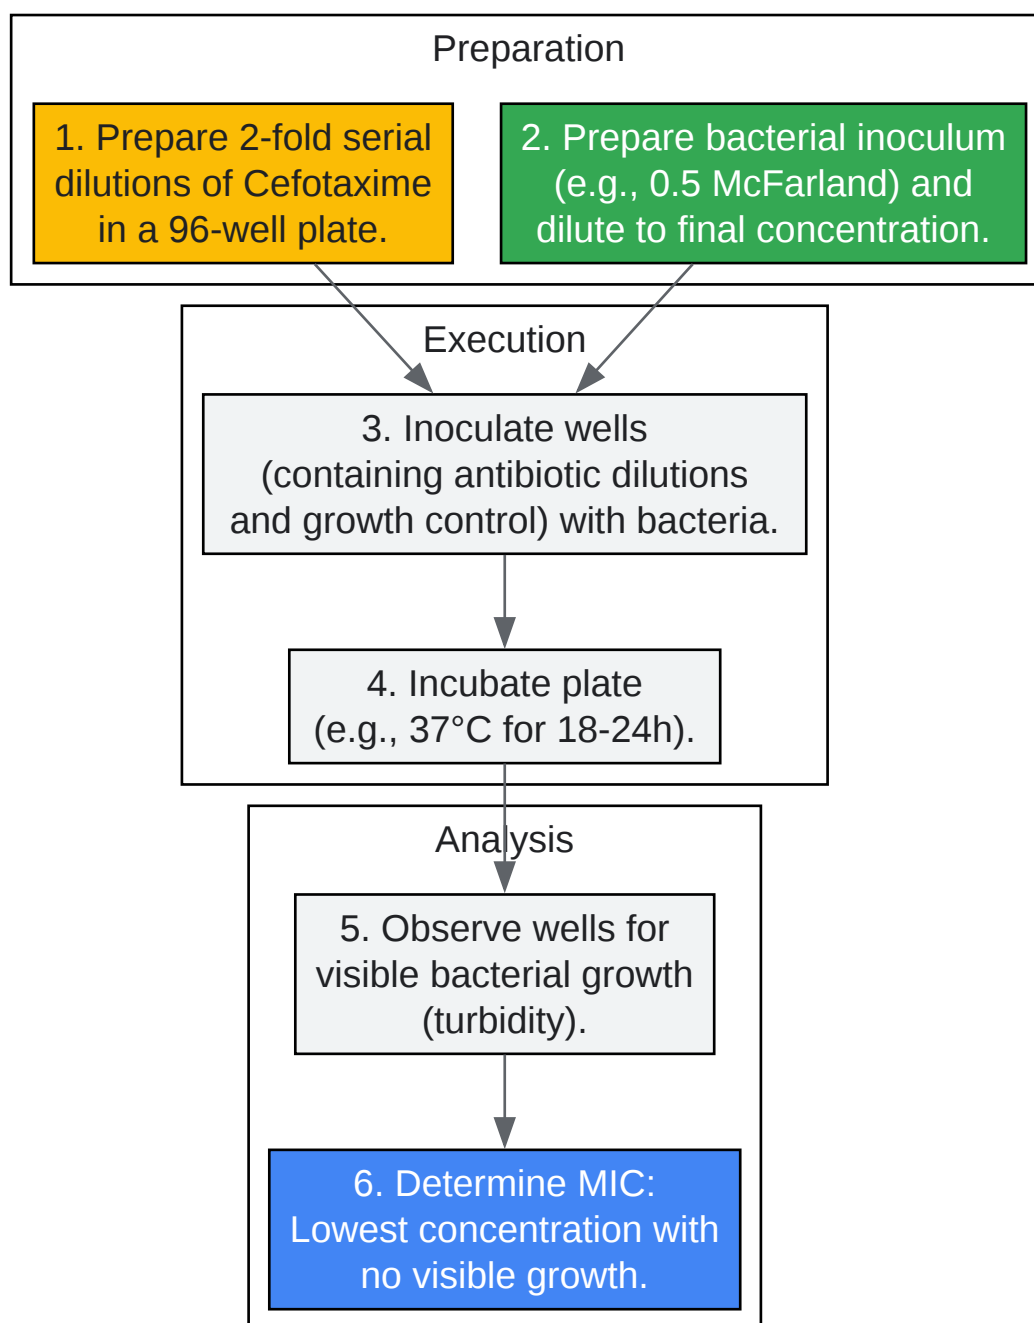 Preparation
1. Prepare 2-fold serial
dilutions of Cefotaxime
in a 96-well plate.
2. Prepare bacterial inoculum
(e.g., 0.5 McFarland) and
dilute to final concentration.
Execution
3. Inoculate wells
(containing antibiotic dilutions
and growth control) with bacteria.
4. Incubate plate
(e.g., 37°C for 18-24h).
Analysis
5. Observe wells for
visible bacterial growth
(turbidity).
6. Determine MIC:
Lowest concentration with
no visible growth.